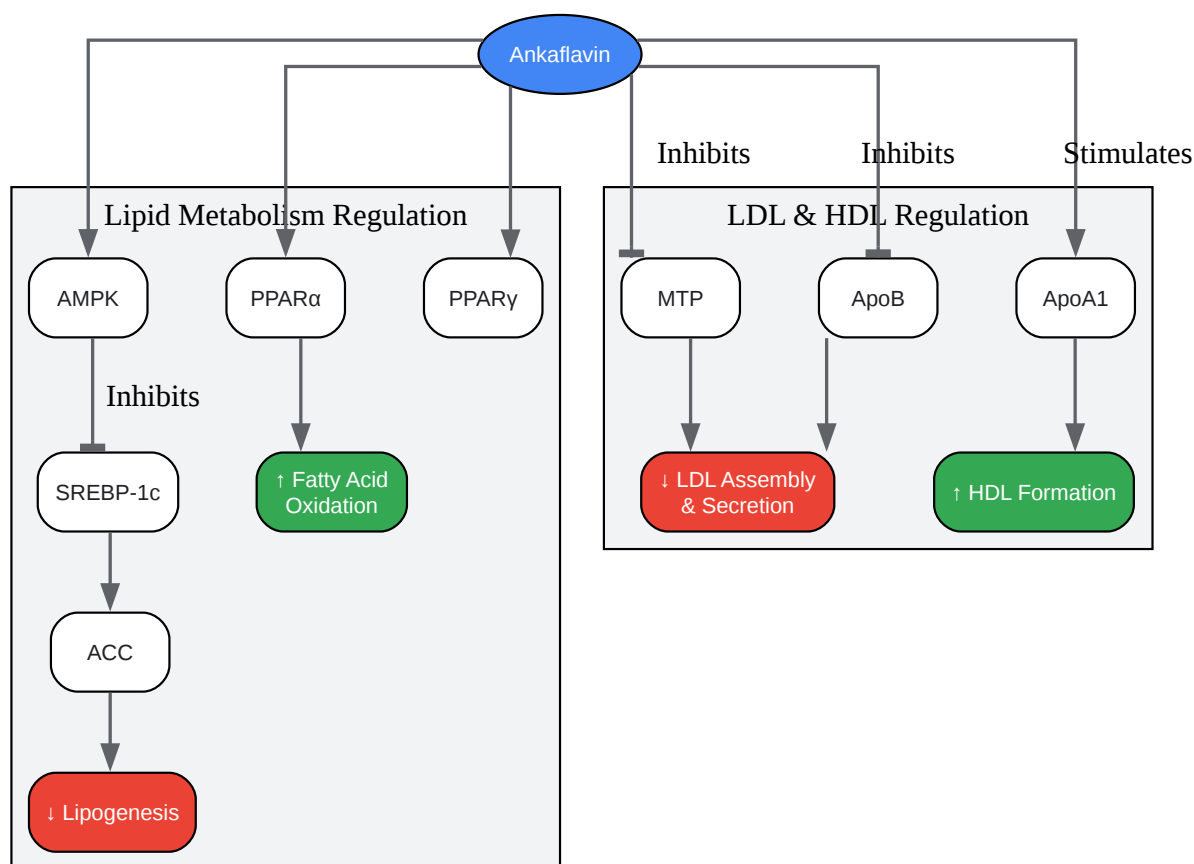 Ankaflavin
Inhibits
Inhibits
Stimulates
Lipid Metabolism Regulation
LDL & HDL Regulation
AMPK
PPARα
PPARγ
MTP
ApoB
ApoA1
Inhibits
SREBP-1c
↑ Fatty Acid
Oxidation
↓ LDL Assembly
& Secretion
↑ HDL Formation
ACC
↓ Lipogenesis